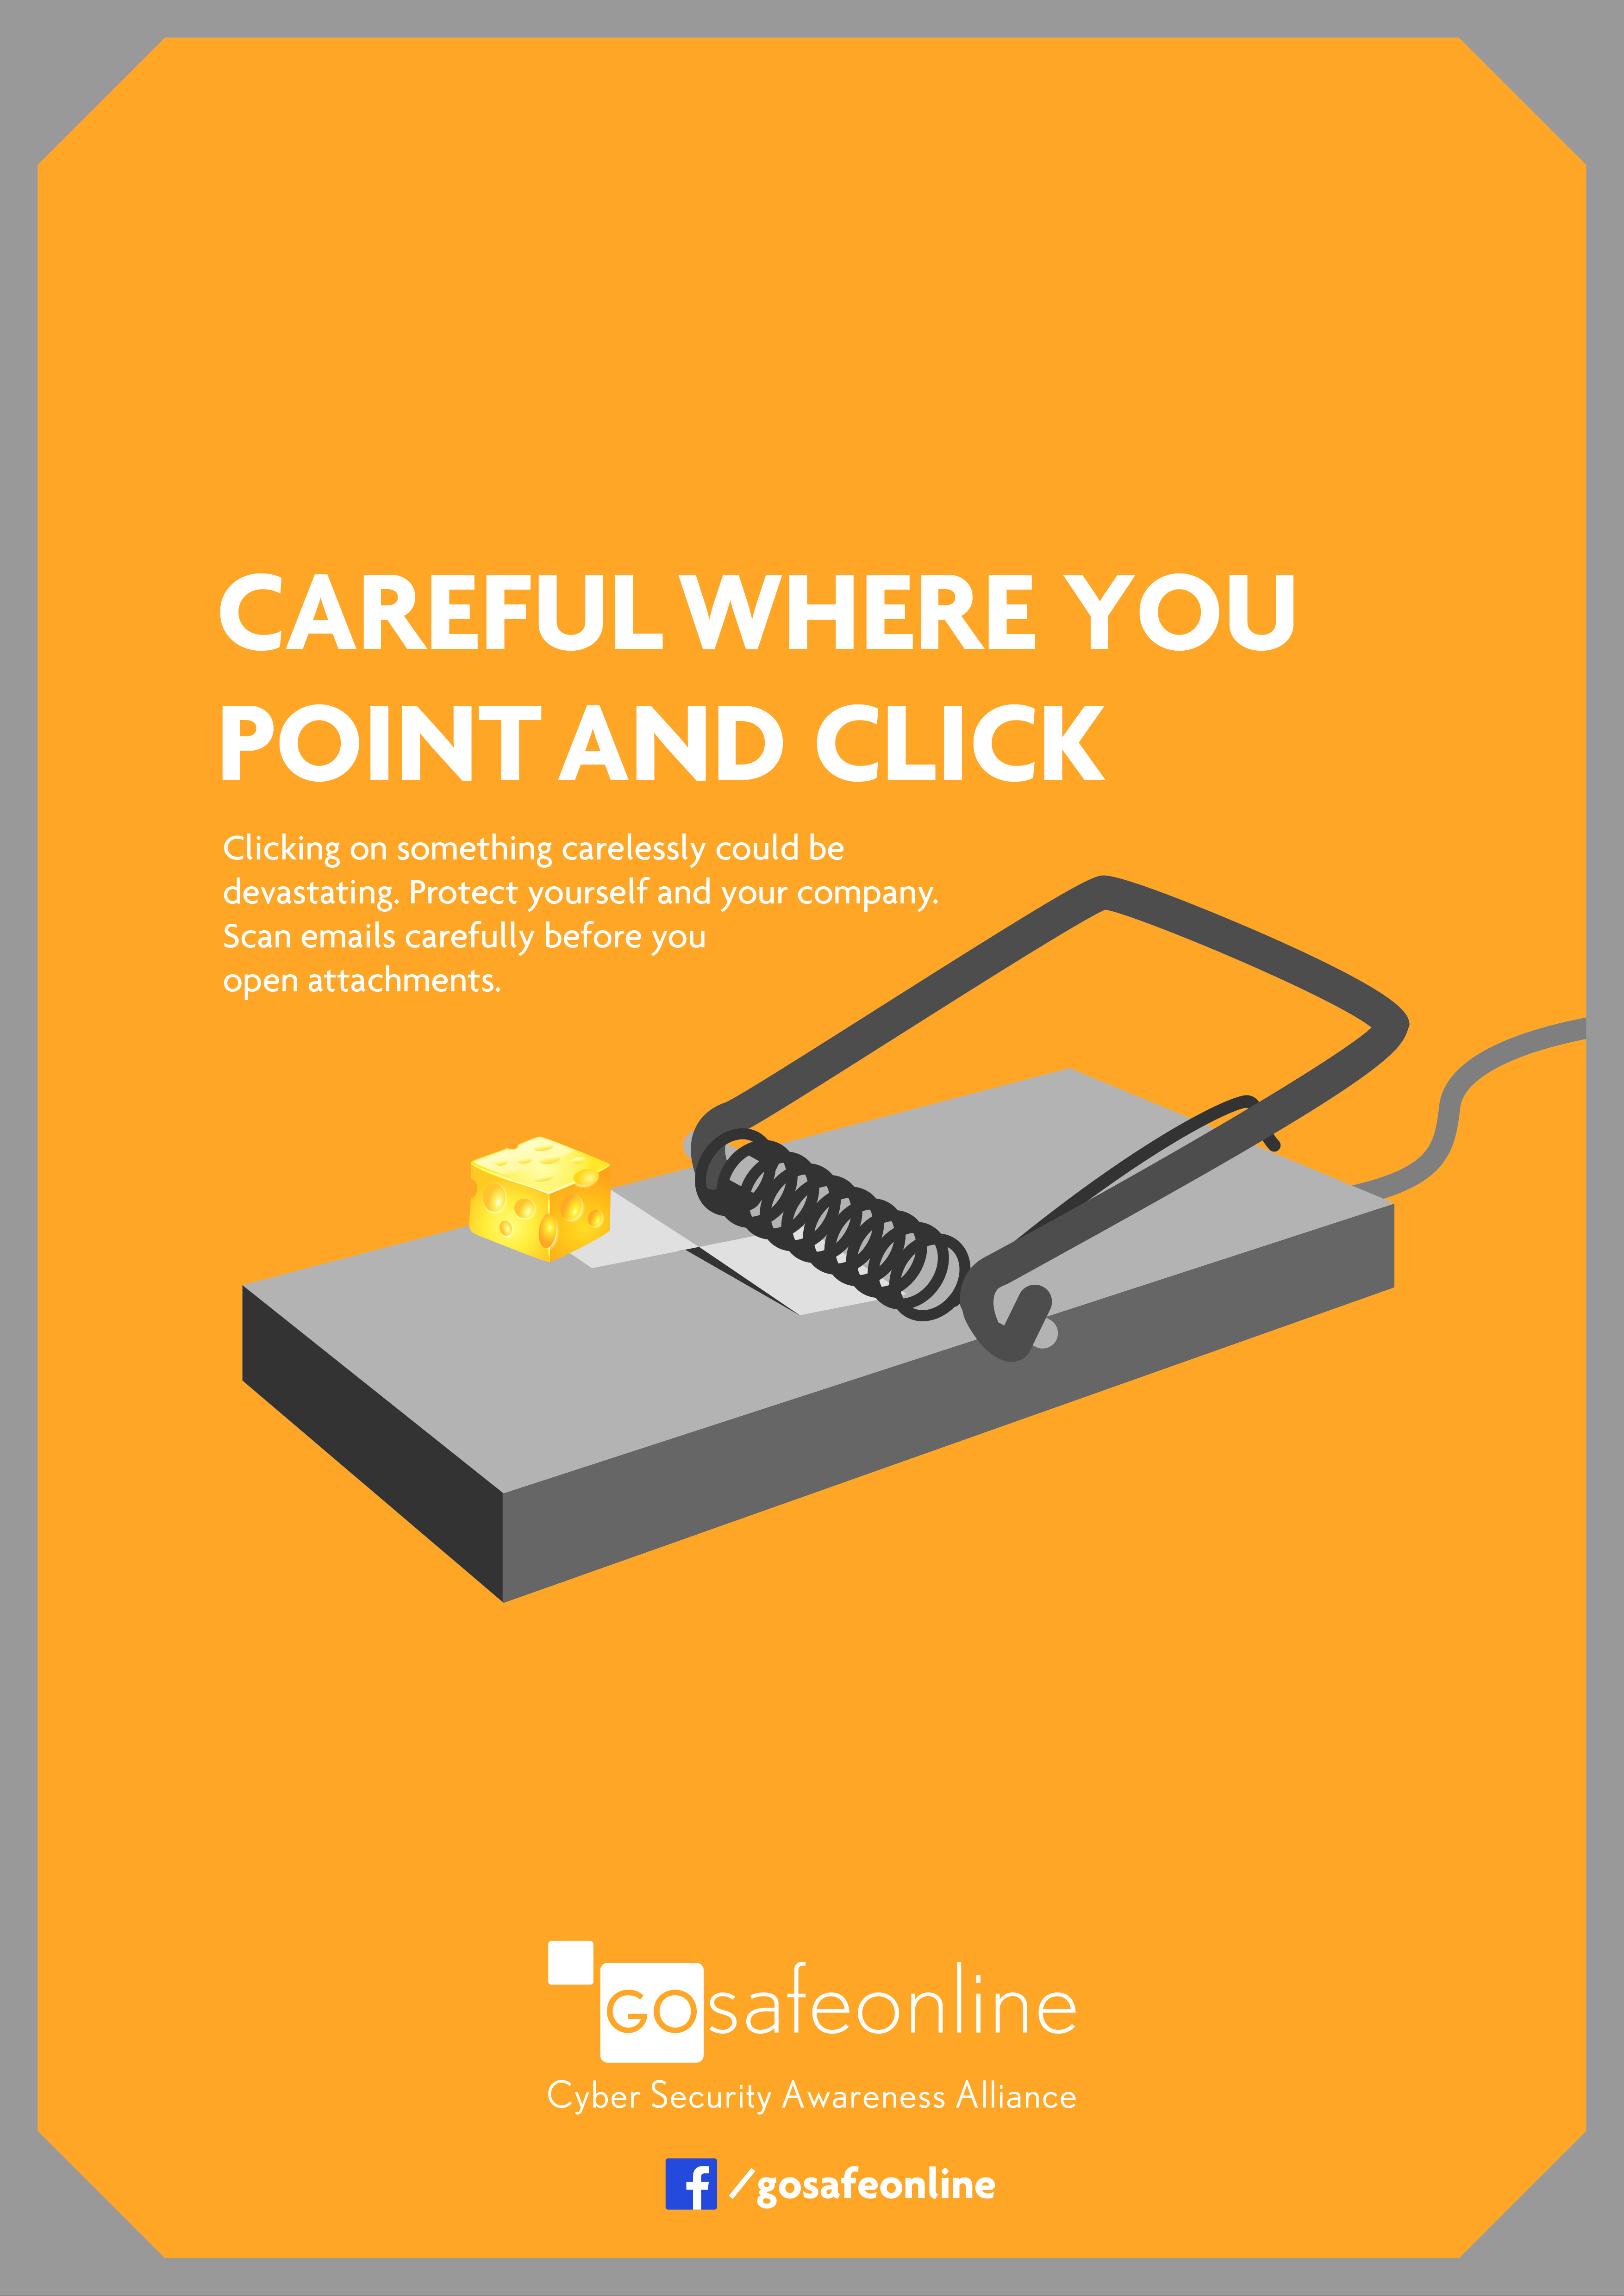 CAREFUL WHERE YOU
POINT AND CLICK
Clicking on something carelessly could be
devastating. Protect yourself and your company.
Scan emails carefully before you
open attachments.
GOsafeonline
Cyber Security Awareness Alliance
f /gosafeonline